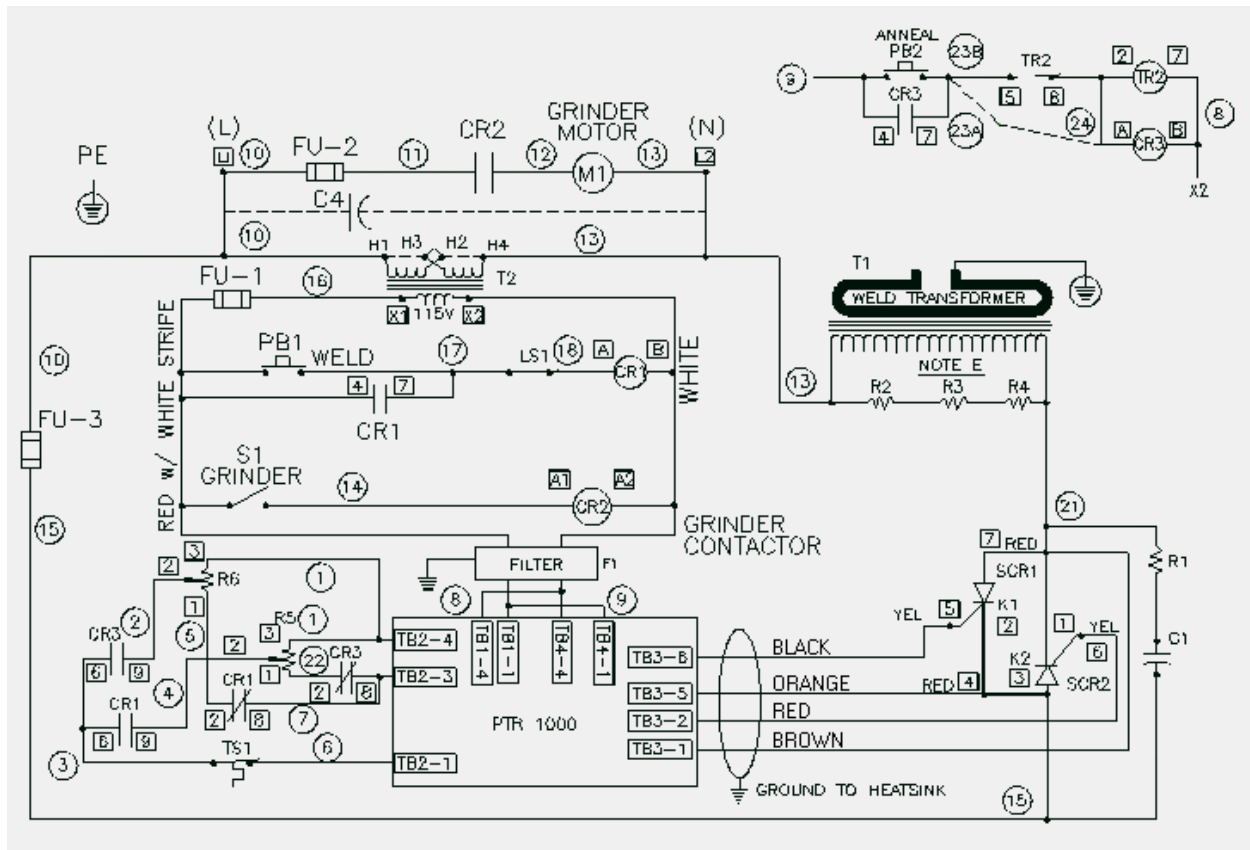 ANNEAL
PB2
23B
TR2
2
7
9
TR2
5
CR3
4
7
23A
24
8
A
CR3
B
X2
PE
(L)
10
FU-2
11
CR2
12
GRINDER
MOTOR
M1
13
(N)
L2
C4
10
H1
H3
H2
H4
13
T2
FU-1
16
X1
115V
X2
T1
WELD TRANSFORMER
NOTE E
13
R2
R3
R4
RED W/ WHITE STRIPE
WHITE
PB1
WELD
17
LS1
18
A
B
CR1
4
7
CR1
10
FU-3
15
S1
GRINDER
14
A1
A2
CR2
GRINDER
CONTACTOR
FILTER
F1
8
9
21
7
RED
SCR1
R1
YEL
5
K1
2
1
YEL
6
C1
K2
3
SCR2
RED
4
3
2
R6
1
1
R5
1
3
2
22
CR3
1
2
8
CR3
2
5
6
9
4
CR1
2
8
7
CR1
9
TS1
6
3
TB2-4
TB2-3
TB2-1
TB1-4
TB1-1
TB4-4
TB4-1
PTR 1000
TB3-6
TB3-5
TB3-2
TB3-1
BLACK
ORANGE
RED
BROWN
GROUND TO HEATSINK
15